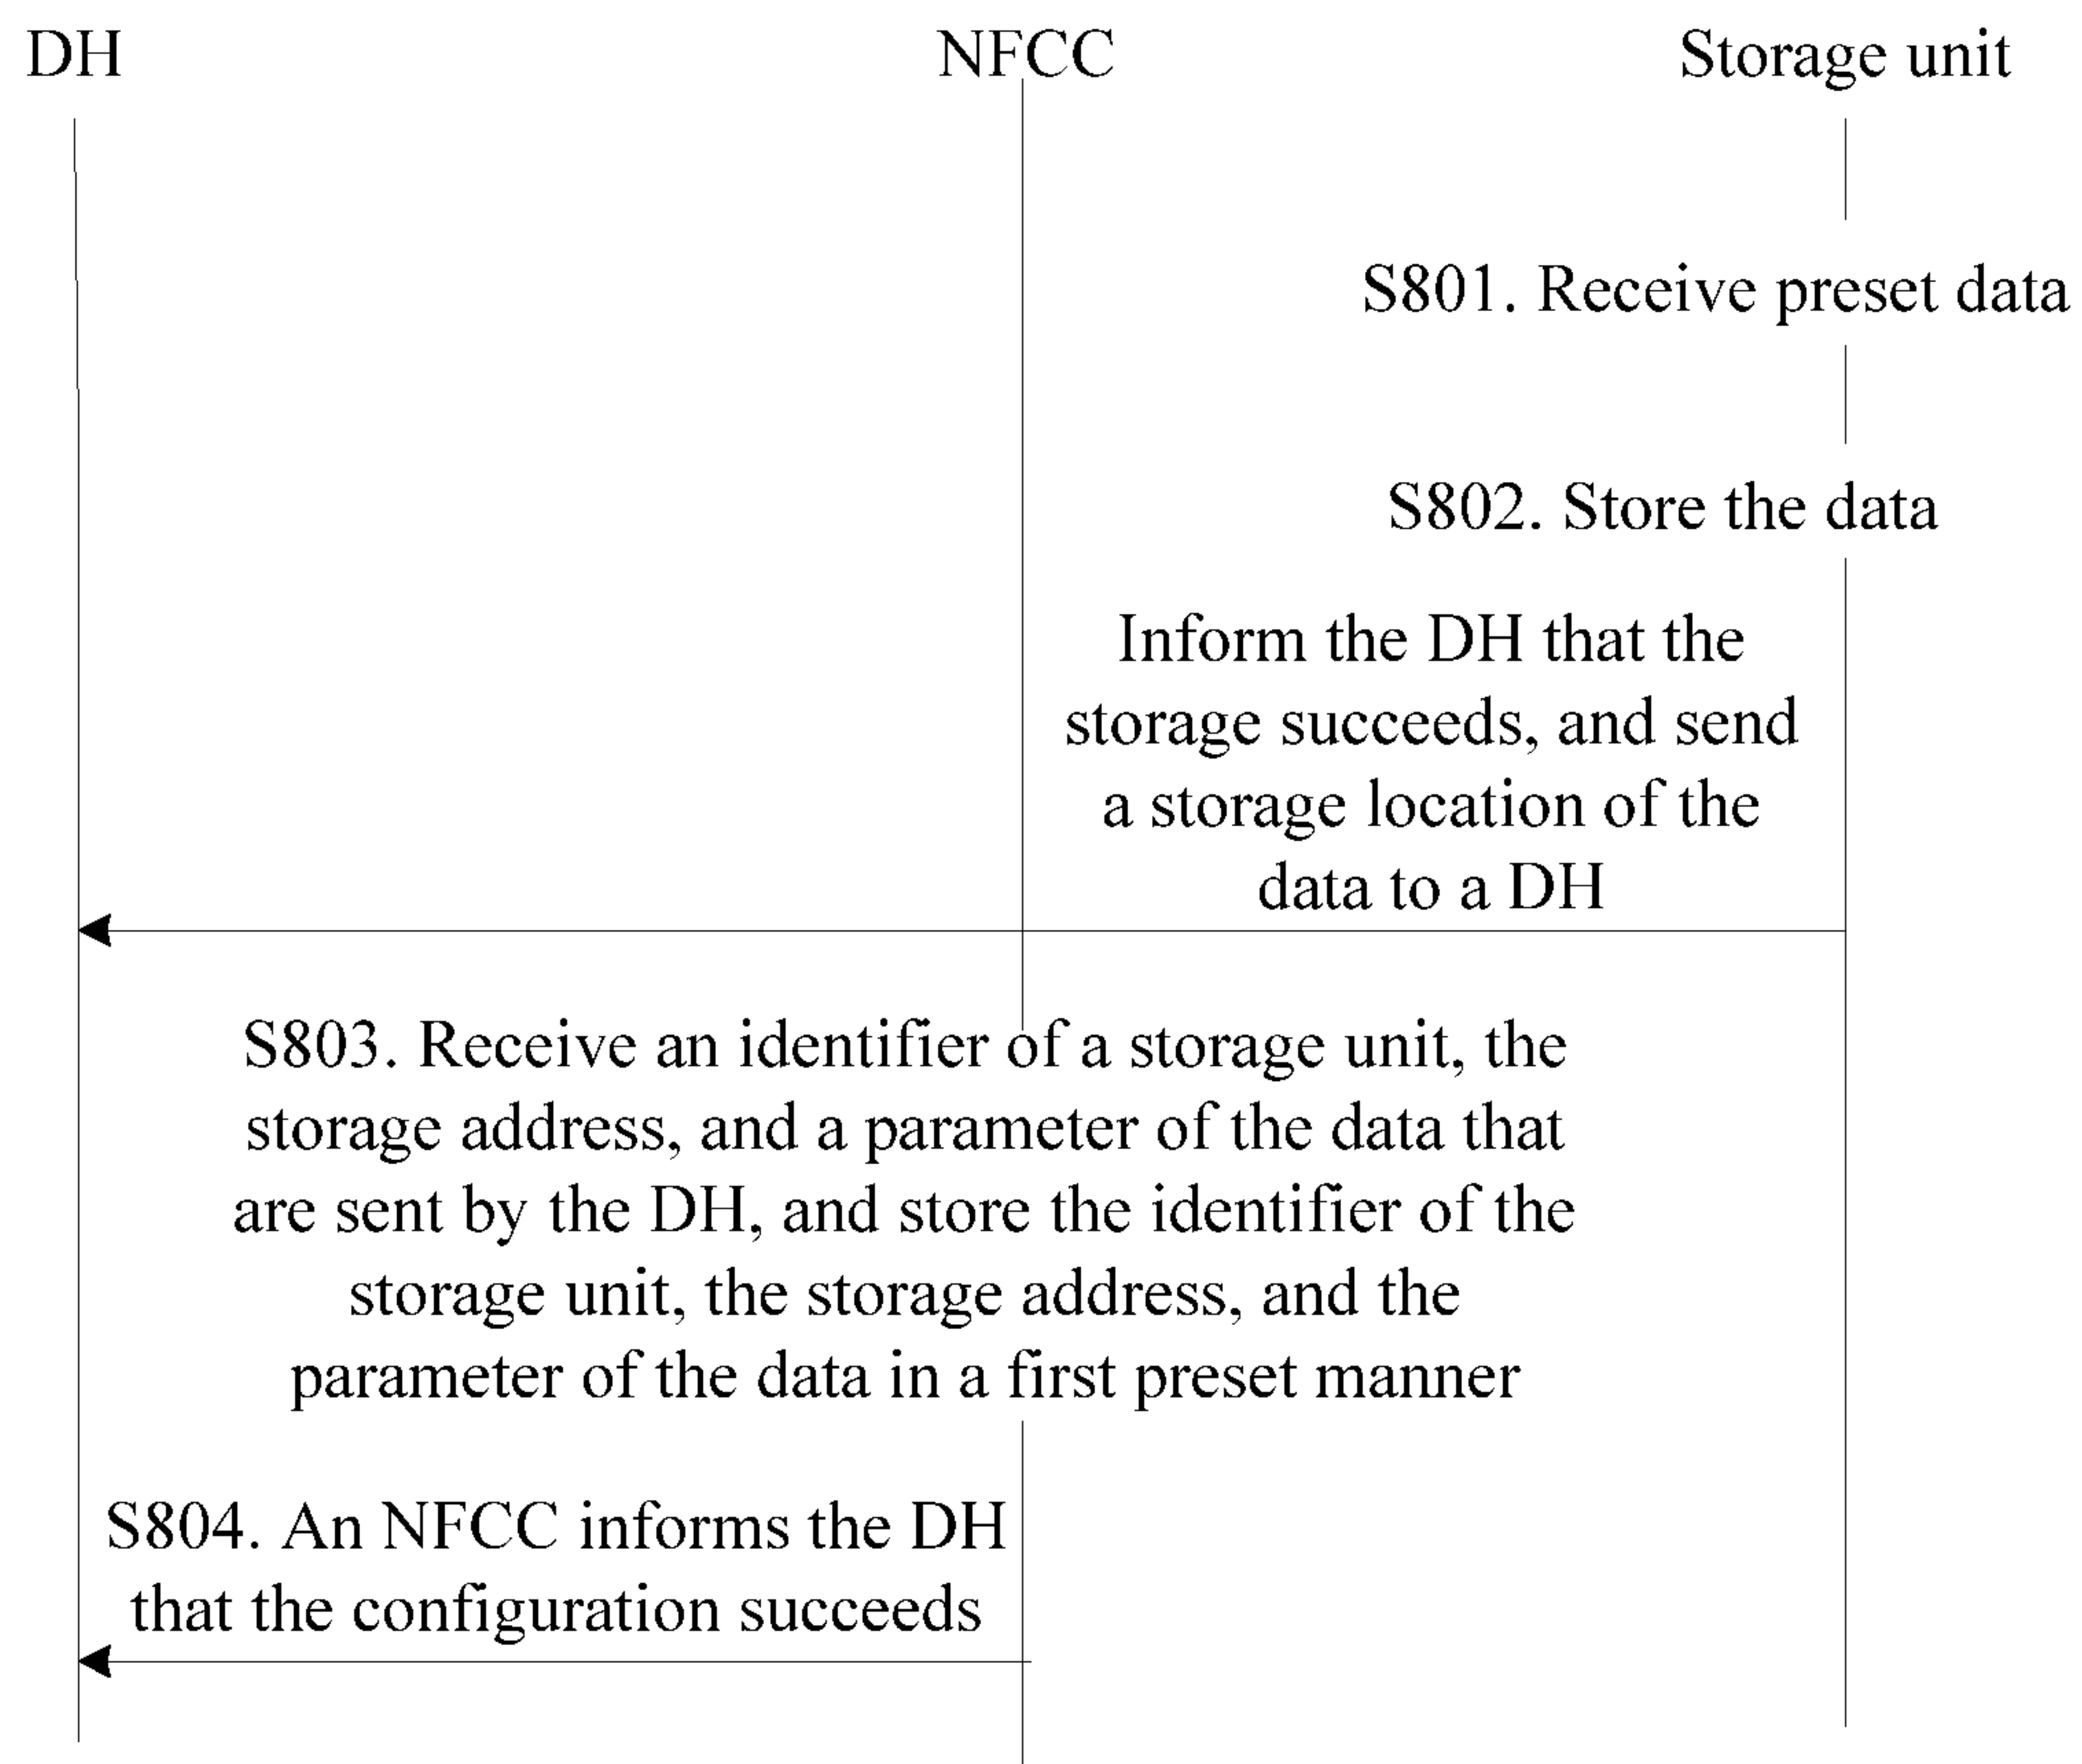 DH
NFCC
Storage unit
S801. Receive preset data
S802. Store the data
Inform the DH that the
storage succeeds, and send
a storage location of the
data to a DH
S803. Receive an identifier of a storage unit, the
storage address, and a parameter of the data that
are sent by the DH, and store the identifier of the
storage unit, the storage address, and the
parameter of the data in a first preset manner
S804. An NFCC informs the DH
that the configuration succeeds